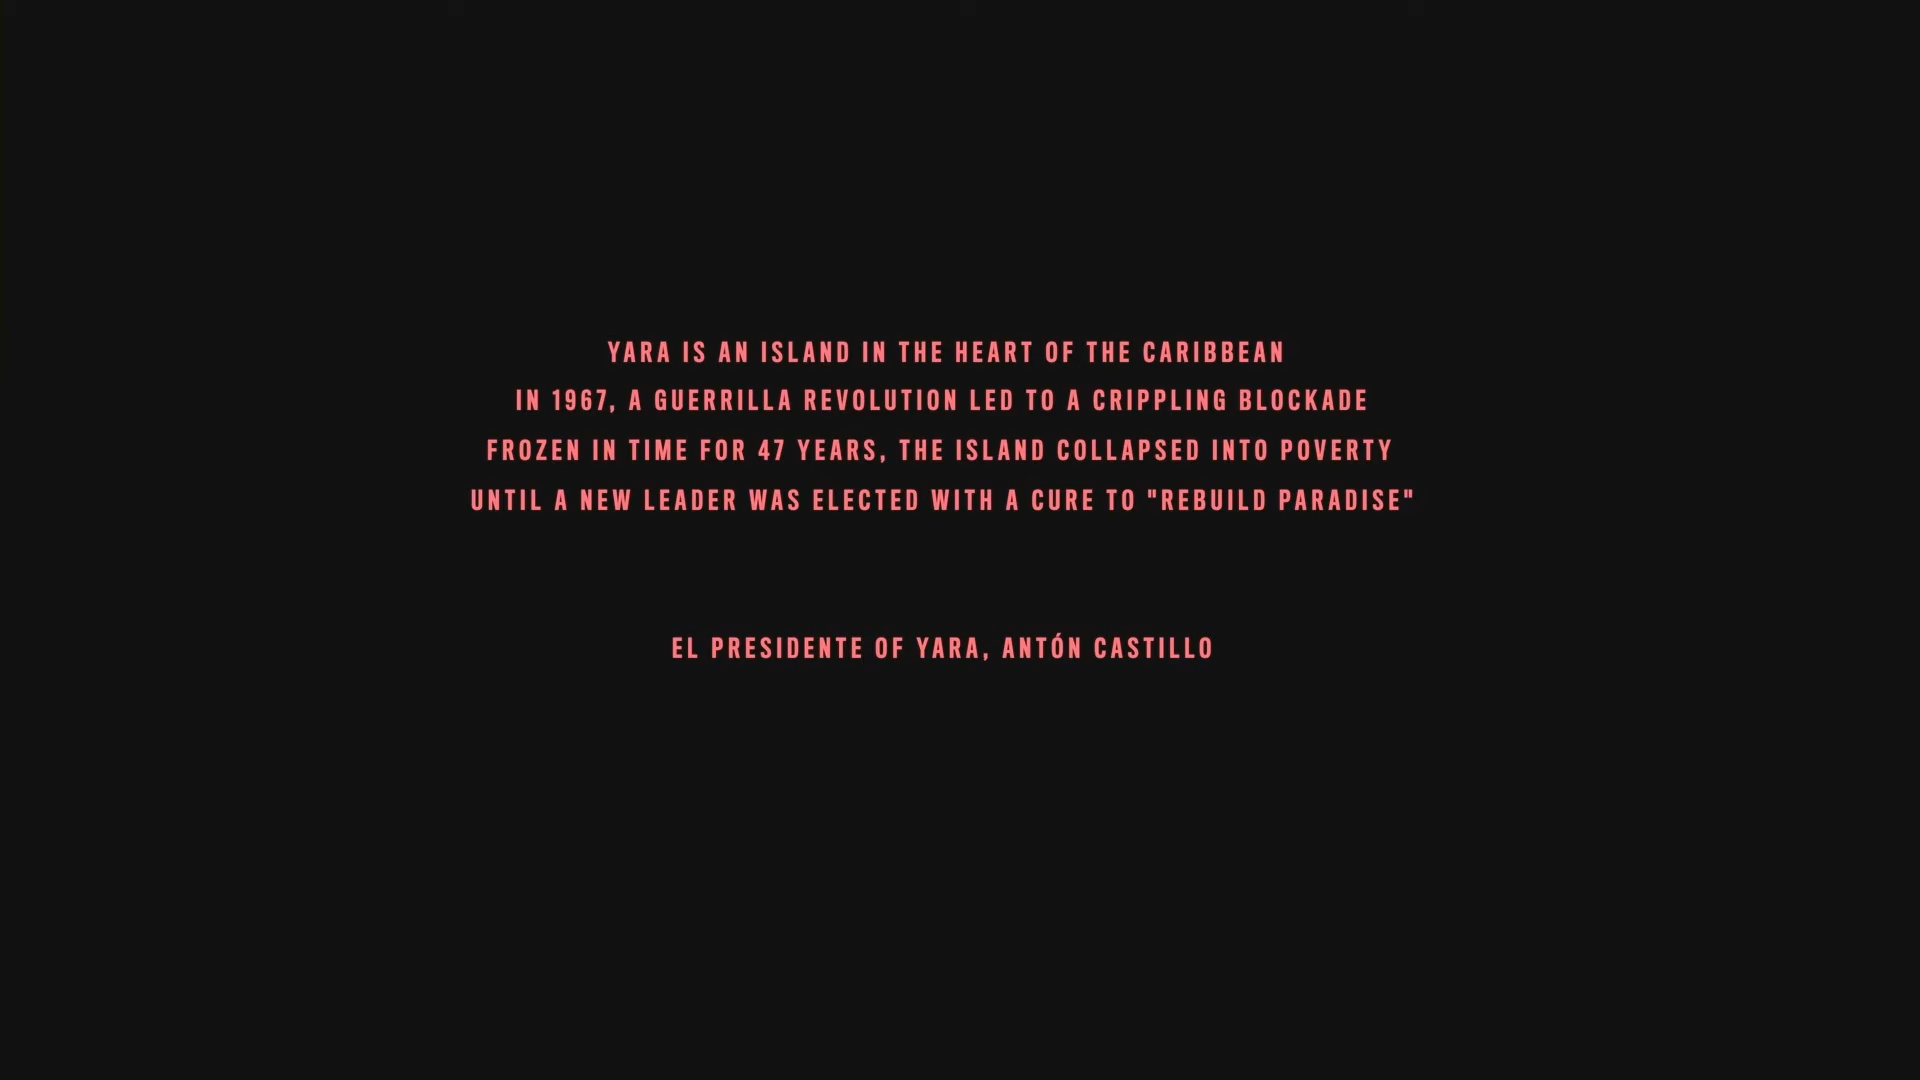 YARA IS AN ISLAND IN THE HEART OF THE CARIBBEAN
IN 1967, A GUERRILLA REVOLUTION LED TO A CRIPPLING BLOCKADE
FROZEN IN TIME FOR 47 YEARS, THE ISLAND COLLAPSED INTO POVERTY
UNTIL A NEW LEADER WAS ELECTED WITH A CURE TO "REBUILD PARADISE"
EL PRESIDENTE OF YARA, ANTÓN CASTILLO